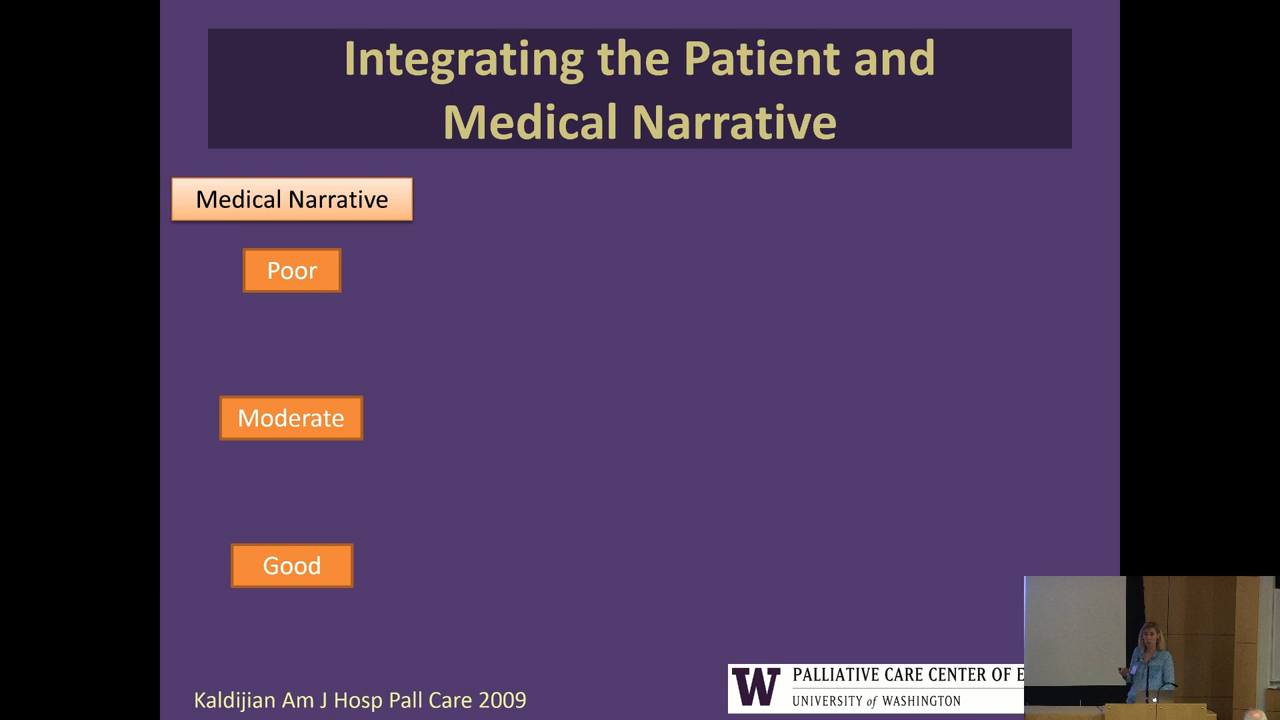 Integrating the Patient and
Medical Narrative
Medical Narrative
Poor
Moderate
Good
Kaldijian Am J Hosp Pall Care 2009
W PALLIATIVE CARE CENTER OF E
UNIVERSITY of WASHINGTON